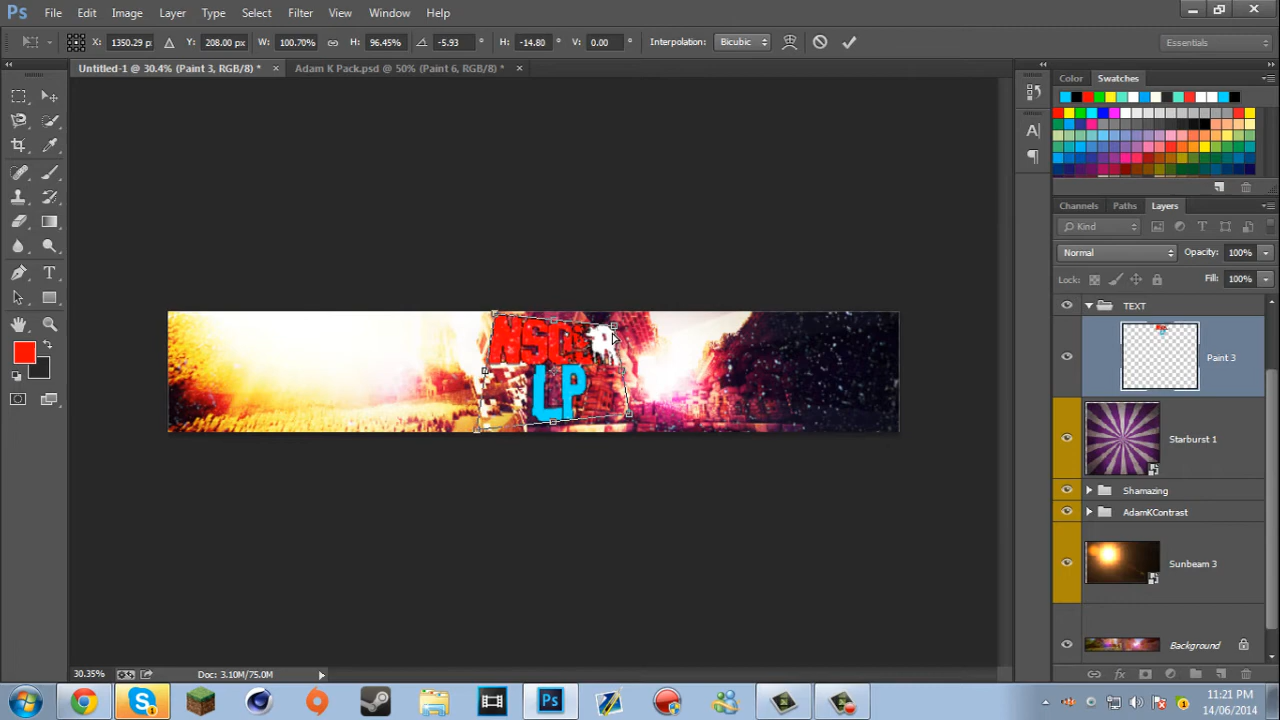 Ps File Edit Image Layer Type Select Filter 3D View Window Help
X: 1350.29 p Y: 208.00 px W: 100.70% H: 96.45% -5.93 ° H: -14.80 ° V: 0.00 ° Interpolation: Bicubic Essentials
Untitled-1 @ 30.4% (Paint 3, RGB/8) * × Adam K Pack.psd @ 50% (Paint 6, RGB/8) * ×
Color Swatches
Channels Paths Layers
Kind
Normal Opacity: 100%
Lock: Fill: 100%
TEXT
Paint 3
Starburst 1
Shamazing
AdamKContrast
Sunbeam 3
Background
LP
30.35% Doc: 3.10M/75.0M
11:21 PM
14/06/2014